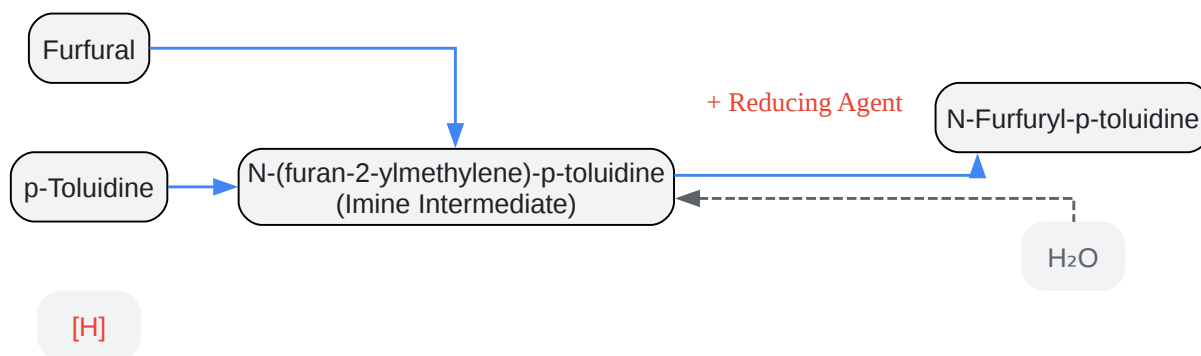 Furfural
+ Reducing Agent
N-Furfuryl-p-toluidine
p-Toluidine
N-(furan-2-ylmethylene)-p-toluidine
(Imine Intermediate)
H₂O
[H]